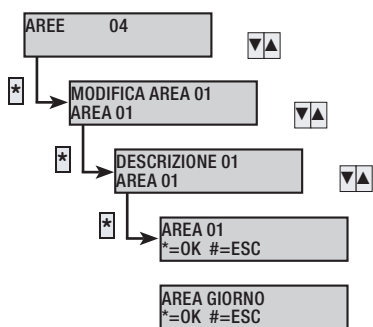 AREE 04
▼▲
*
MODIFICA AREA 01
AREA 01
▼▲
*
DESCRIZIONE 01
AREA 01
▼▲
*
AREA 01
*=OK #=ESC
AREA GIORNO
*=OK #=ESC